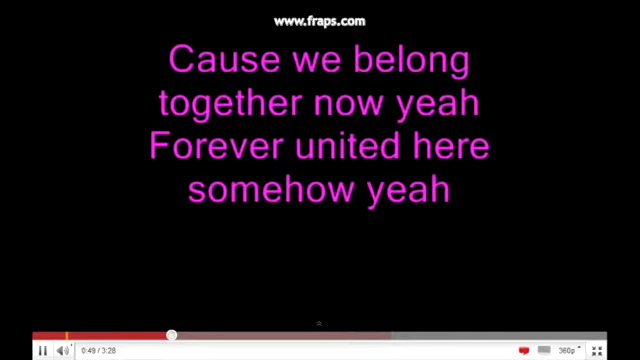 www.fraps.com
Cause we belong
together now yeah
Forever united here
somehow yeah
0:49 / 3:28
360p